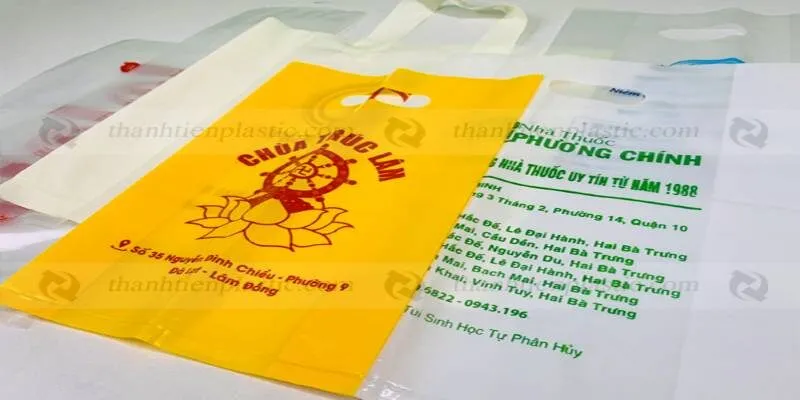 thanhtienplastic.com
thanhtienplastic.com
CHÙA TRÚC LÂM
Số 35 Nguyễn Đình Chiểu - Phường 9
Đà Lạt - Lâm Đồng
Nhà Thuốc
PHƯƠNG CHÍNH
NHÀ THUỐC UY TÍN TỪ NĂM 1988
3 Tháng 2, Phường 14, Quận 10
Hắc Đế, Lê Đại Hành, Hai Bà Trưng
Mai, Cầu Dền, Hai Bà Trưng
Hắc Đế, Nguyễn Du, Hai Bà Trưng
Hắc Đế, Lê Đại Hành, Hai Bà Trưng
Mai, Bạch Mai, Hai Bà Trưng
Khai, Vĩnh Tuy, Hai Bà Trưng
6822 - 0943.196
Túi Sinh Học Tự Phân Hủy
thanhtienplastic.com
thanhtienplastic.com